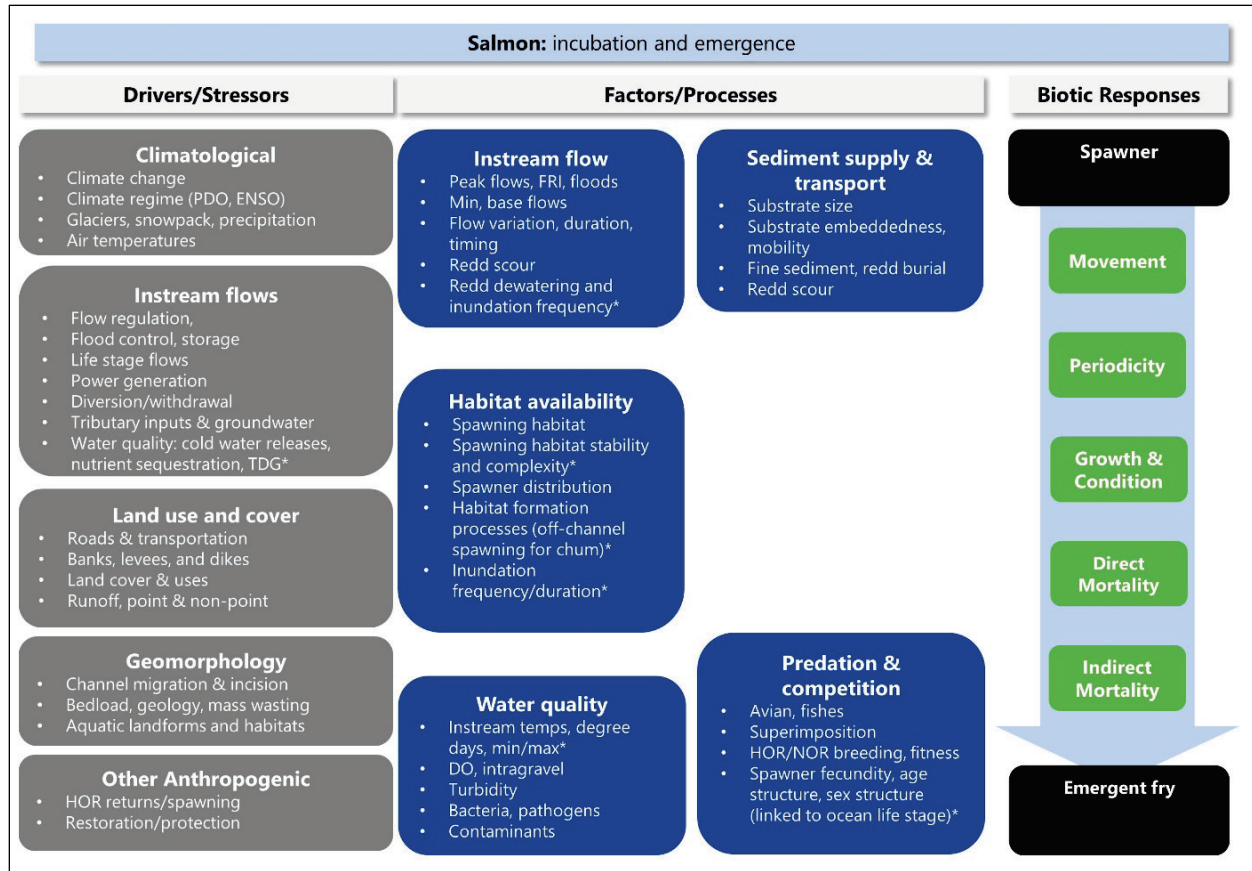 Salmon: incubation and emergence
Drivers/Stressors
Factors/Processes
Biotic Responses
Climatological
• Climate change
• Climate regime (PDO, ENSO)
• Glaciers, snowpack, precipitation
• Air temperatures
Instream flows
• Flow regulation,
• Flood control, storage
• Life stage flows
• Power generation
• Diversion/withdrawal
• Tributary inputs & groundwater
• Water quality: cold water releases,
nutrient sequestration, TDG*
Land use and cover
• Roads & transportation
• Banks, levees, and dikes
• Land cover & uses
• Runoff, point & non-point
Geomorphology
• Channel migration & incision
• Bedload, geology, mass wasting
• Aquatic landforms and habitats
Other Anthropogenic
• HOR returns/spawning
• Restoration/protection
Instream flow
• Peak flows, FRI, floods
• Min, base flows
• Flow variation, duration,
timing
• Redd scour
• Redd dewatering and
inundation frequency*
Habitat availability
• Spawning habitat
• Spawning habitat stability
and complexity*
• Spawner distribution
• Habitat formation
processes (off-channel
spawning for chum)*
• Inundation
frequency/duration*
Water quality
• Instream temps, degree
days, min/max*
• DO, intragravel
• Turbidity
• Bacteria, pathogens
• Contaminants
Sediment supply &
transport
• Substrate size
• Substrate embeddedness,
mobility
• Fine sediment, redd burial
• Redd scour
Predation &
competition
• Avian, fishes
• Superimposition
• HOR/NOR breeding, fitness
• Spawner fecundity, age
structure, sex structure
(linked to ocean life stage)*
Spawner
Movement
Periodicity
Growth &
Condition
Direct
Mortality
Indirect
Mortality
Emergent fry